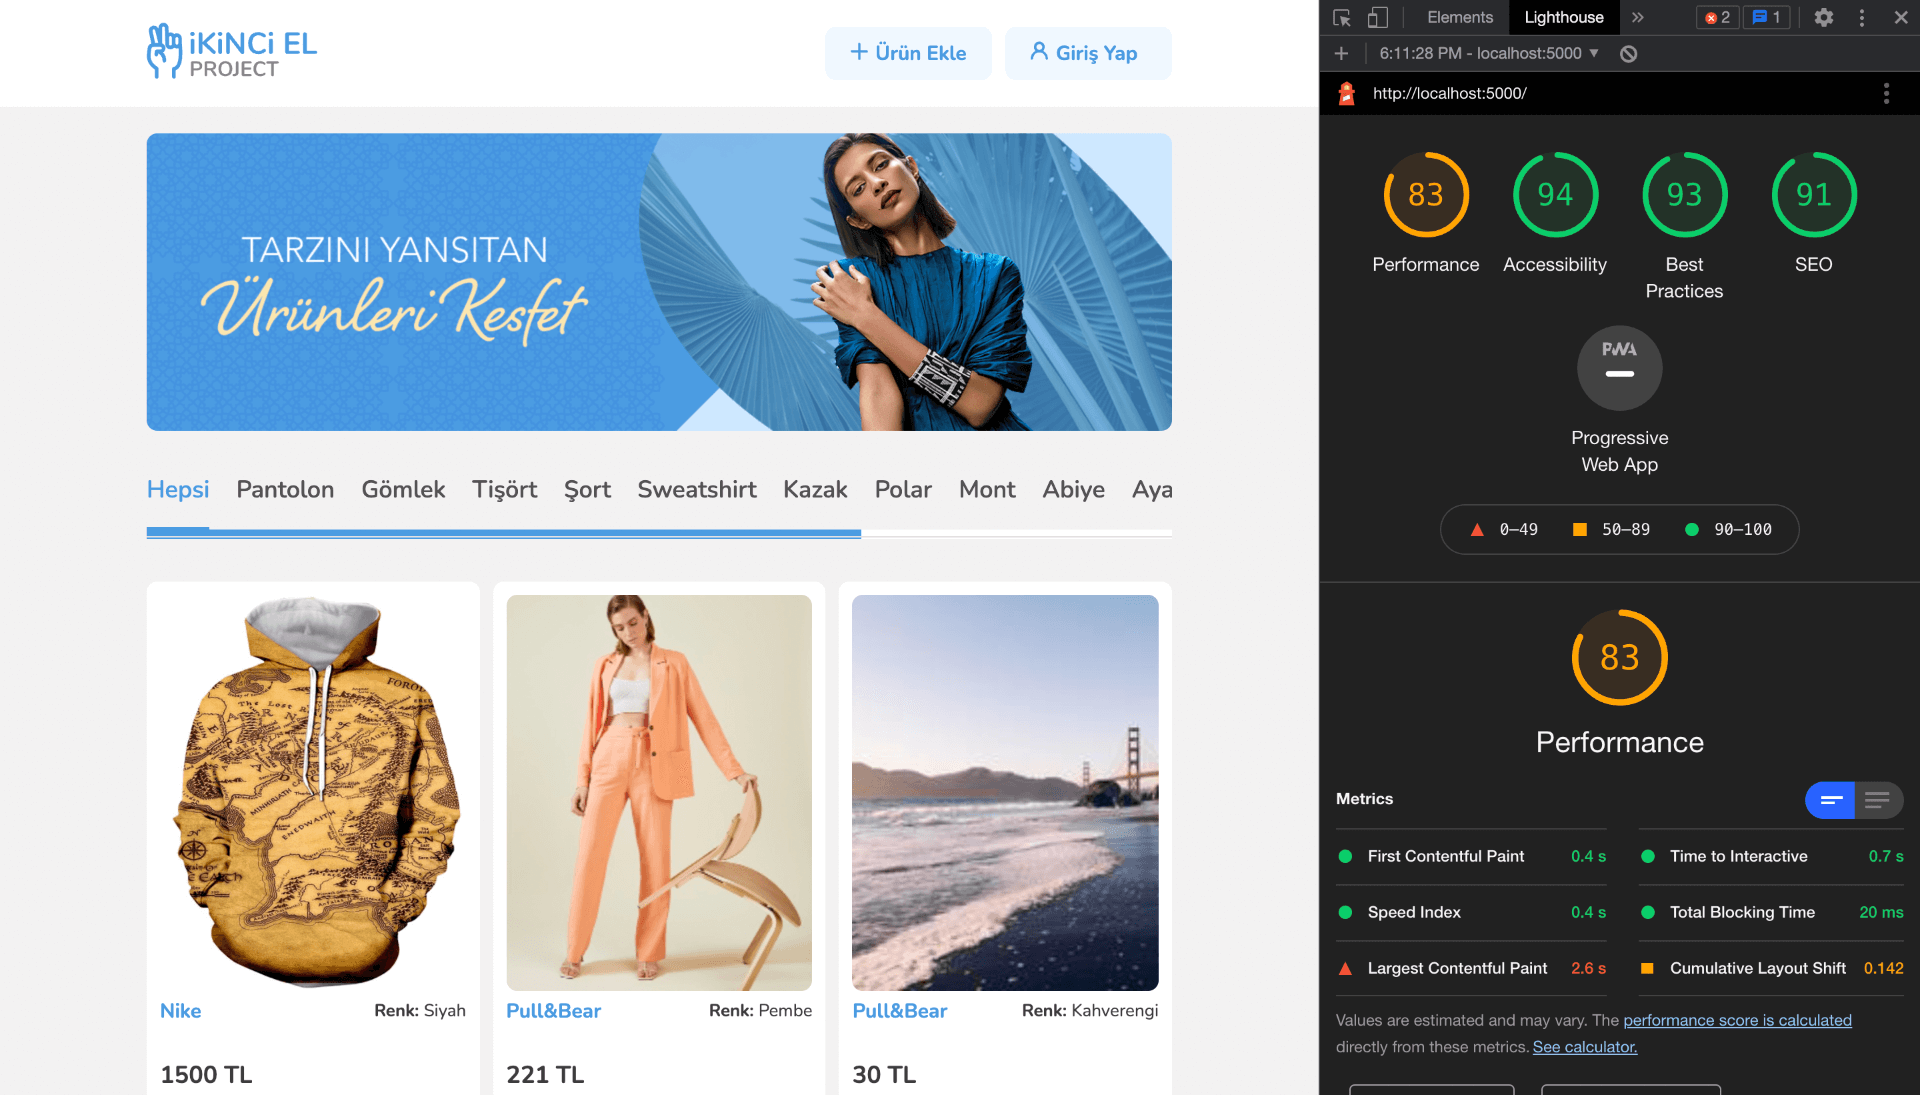 iKiNCi EL
PROJECT
Ürün Ekle
Giriş Yap
TARZINI YANSITAN
Ürünleri Keşfet
Hepsi Pantolon Gömlek Tişört Şort Sweatshirt Kazak Polar Mont Abiye Aya
Nike
Renk: Siyah
1500 TL
Pull&Bear
Renk: Pembe
221 TL
Pull&Bear
Renk: Kahverengi
30 TL
Elements
Lighthouse
2
1
6:11:28 PM - localhost:5000
http://localhost:5000/
83
Performance
94
Accessibility
93
Best
Practices
91
SEO
PWA
Progressive
Web App
0–49
50–89
90–100
83
Performance
Metrics
First Contentful Paint 0.4 s
Time to Interactive 0.7 s
Speed Index 0.4 s
Total Blocking Time 20 ms
Largest Contentful Paint 2.6 s
Cumulative Layout Shift 0.142
Values are estimated and may vary. The performance score is calculated
directly from these metrics. See calculator.